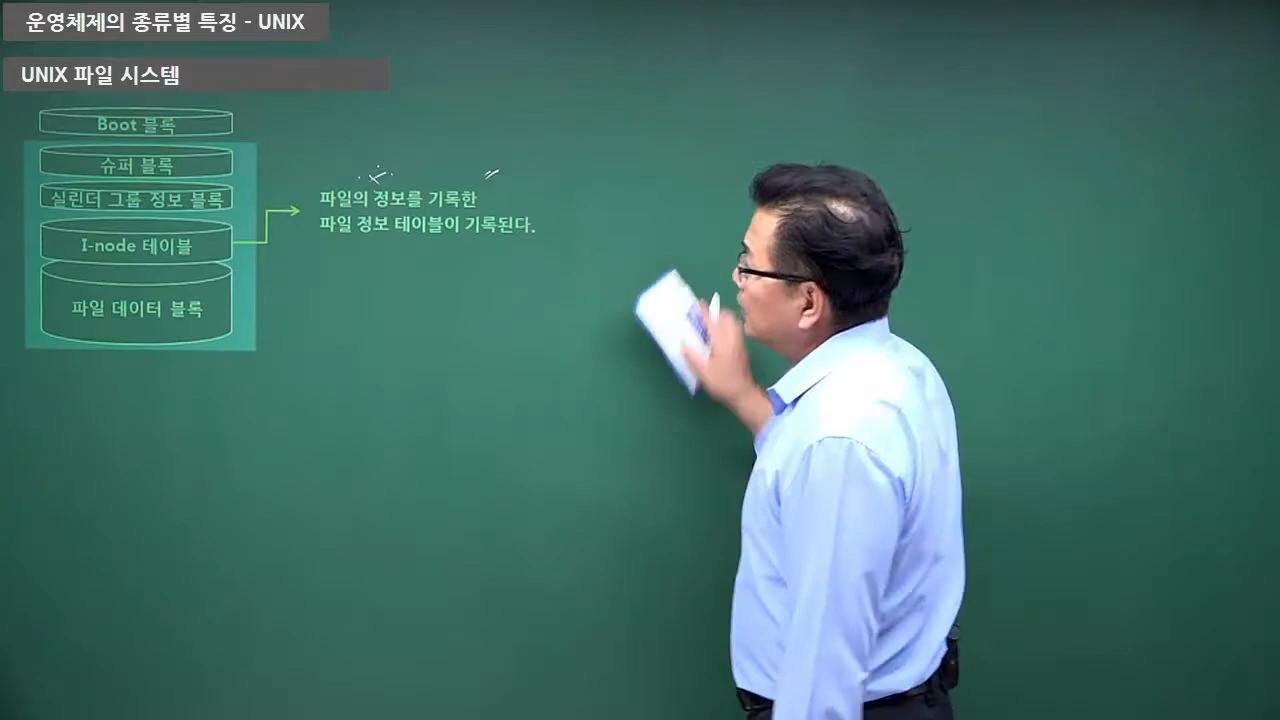 운영체제의 종류별 특징 - UNIX
UNIX 파일 시스템
Boot 블록
슈퍼 블록
실린더 그룹 정보 블록
I-node 테이블
파일 데이터 블록
파일의 정보를 기록한
파일 정보 테이블이 기록된다.